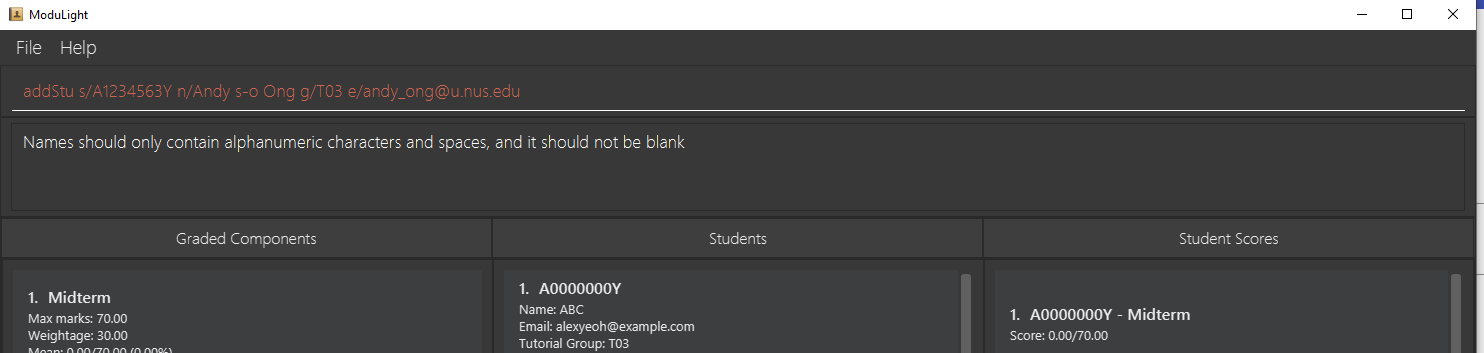 ModuLight
File Help
addStu s/A1234563Y n/Andy s-o Ong g/T03 e/andy_ong@u.nus.edu
Names should only contain alphanumeric characters and spaces, and it should not be blank
Graded Components Students Student Scores
1. Midterm
Max marks: 70.00
Weightage: 30.00
Mean: 0.00/70.00 (0.00%)
1. A0000000Y
Name: ABC
Email: alexyeoh@example.com
Tutorial Group: T03
1. A0000000Y - Midterm
Score: 0.00/70.00